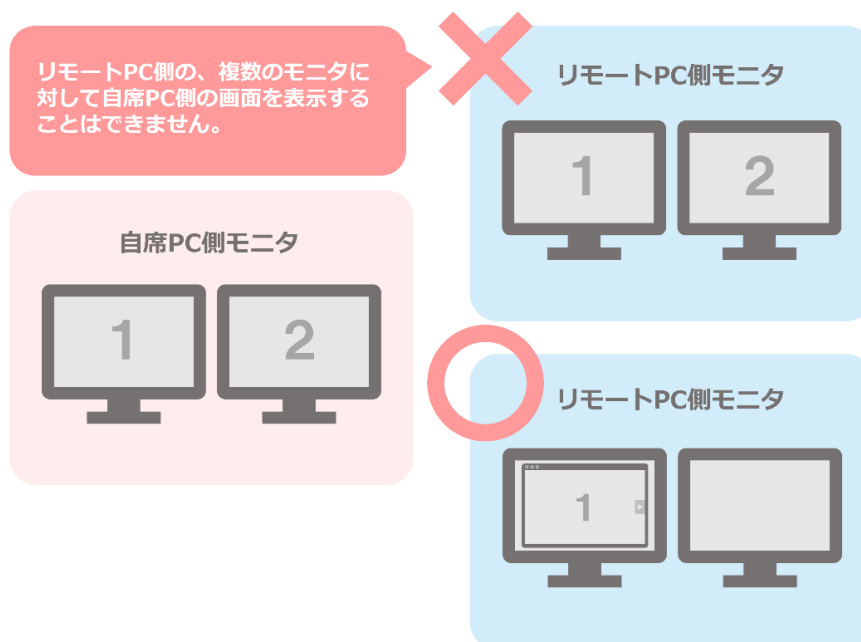 リモートPC側の、複数のモニタに
対して自席PC側の画面を表示する
ことはできません。
リモートPC側モニタ
1
2
自席PC側モニタ
1
2
リモートPC側モニタ
1